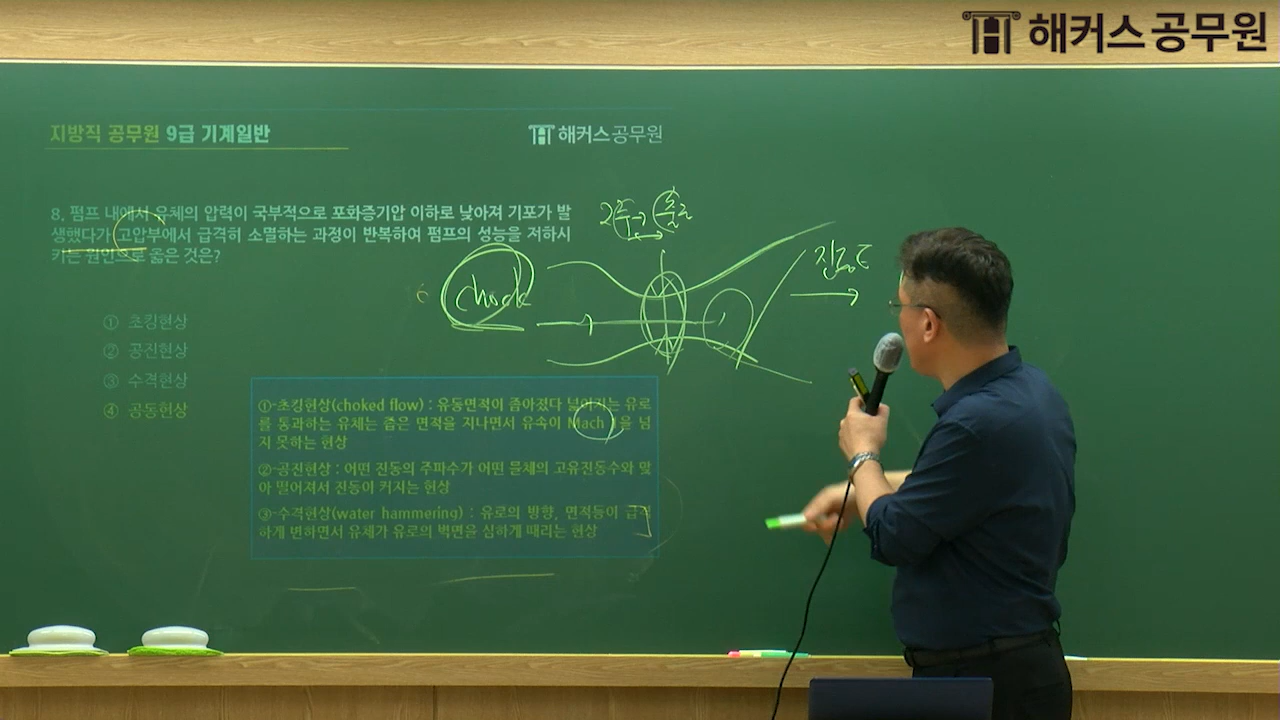 해커스공무원
지방직 공무원 9급 기계일반
해커스공무원
8. 펌프 내에서 유체의 압력이 국부적으로 포화증기압 이하로 낮아져 기포가 발
생했다가 고압부에서 급격히 소멸하는 과정이 반복하여 펌프의 성능을 저하시
키는 원인으로 옳은 것은?
① 초킹현상
② 공진현상
③ 수격현상
④ 공동현상
①-초킹현상(choked flow) : 유동면적이 좁아졌다 넓어지는 유로
를 통과하는 유체는 좁은 면적을 지나면서 유속이 Mach 1을 넘
지 못하는 현상
②-공진현상 : 어떤 진동의 주파수가 어떤 물체의 고유진동수와 맞
아 떨어져서 진동이 커지는 현상
③-수격현상(water hammering) : 유로의 방향, 면적등이 급격
하게 변하면서 유체가 유로의 벽면을 심하게 때리는 현상
chok